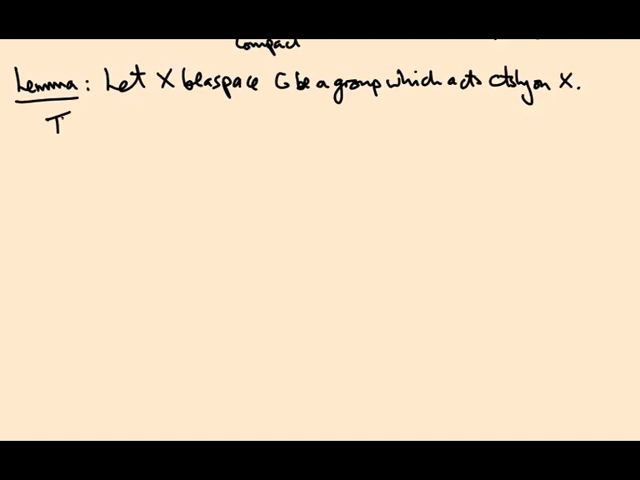 compact
Lemma: Let X be a space G be a group which acts ctsly on X.
T